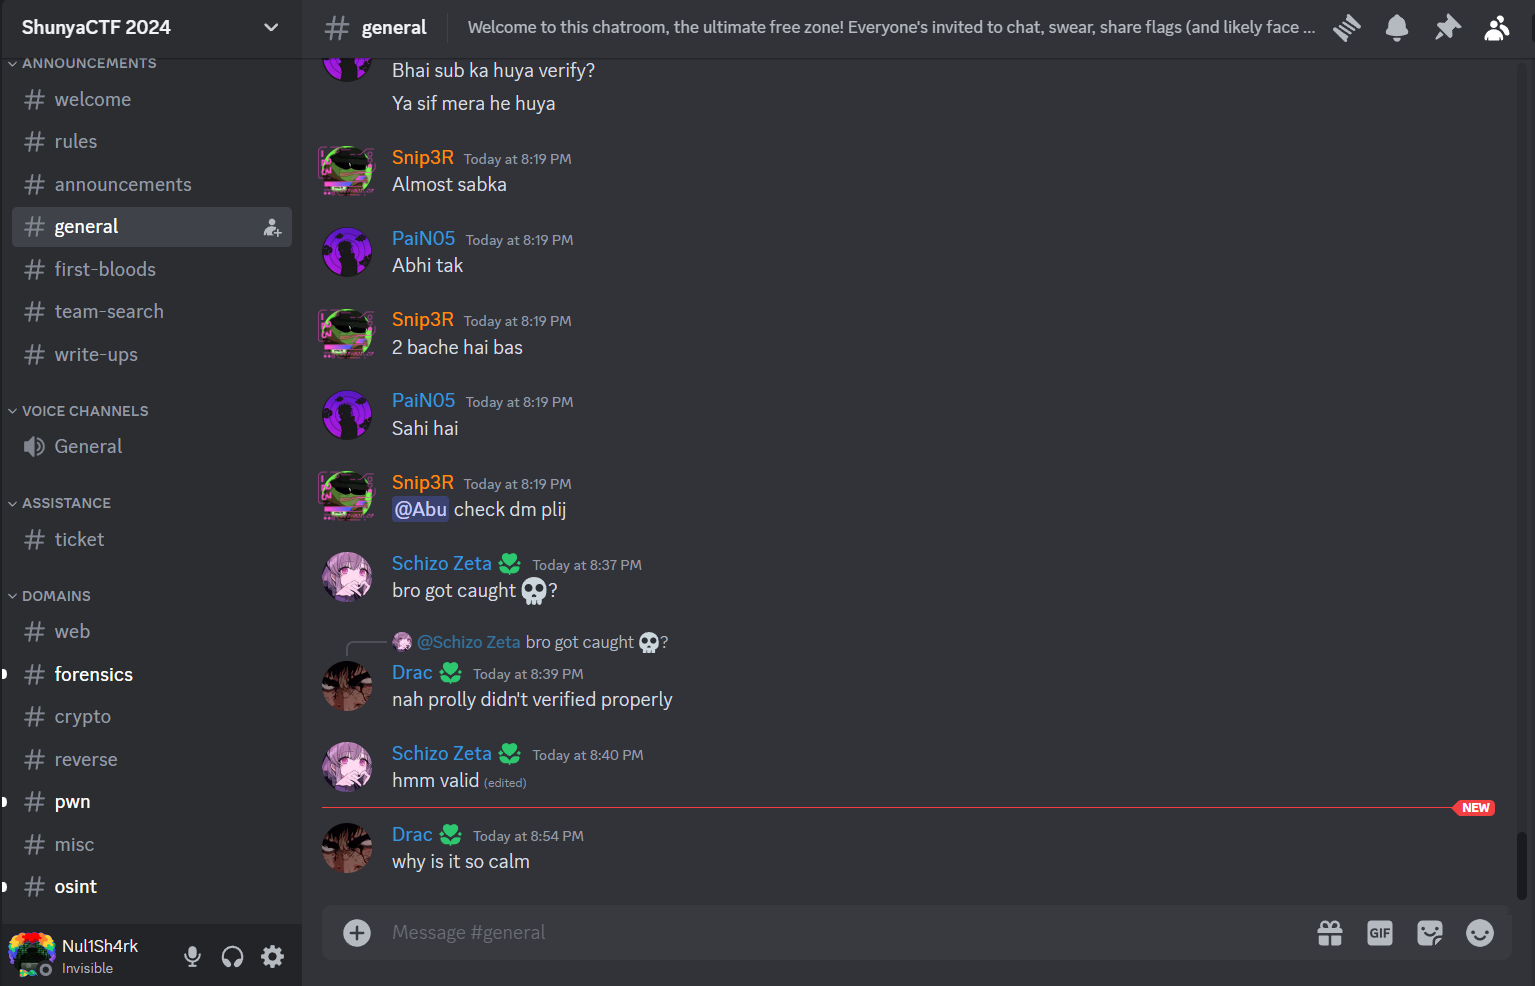 ShunyaCTF 2024
ANNOUNCEMENTS
welcome
rules
announcements
general
first-bloods
team-search
write-ups
VOICE CHANNELS
General
ASSISTANCE
ticket
DOMAINS
web
forensics
crypto
reverse
pwn
misc
osint
Nul1Sh4rk
Invisible
general
Welcome to this chatroom, the ultimate free zone! Everyone's invited to chat, swear, share flags (and likely face ...
Bhai sub ka huya verify?
Ya sif mera he huya
Snip3R Today at 8:19 PM
Almost sabka
PaiN05 Today at 8:19 PM
Abhi tak
Snip3R Today at 8:19 PM
2 bache hai bas
PaiN05 Today at 8:19 PM
Sahi hai
Snip3R Today at 8:19 PM
@Abu check dm plij
Schizo Zeta Today at 8:37 PM
bro got caught 💀?
@Schizo Zeta bro got caught 💀?
Drac Today at 8:39 PM
nah prolly didn't verified properly
Schizo Zeta Today at 8:40 PM
hmm valid (edited)
NEW
Drac Today at 8:54 PM
why is it so calm
Message #general
GIF